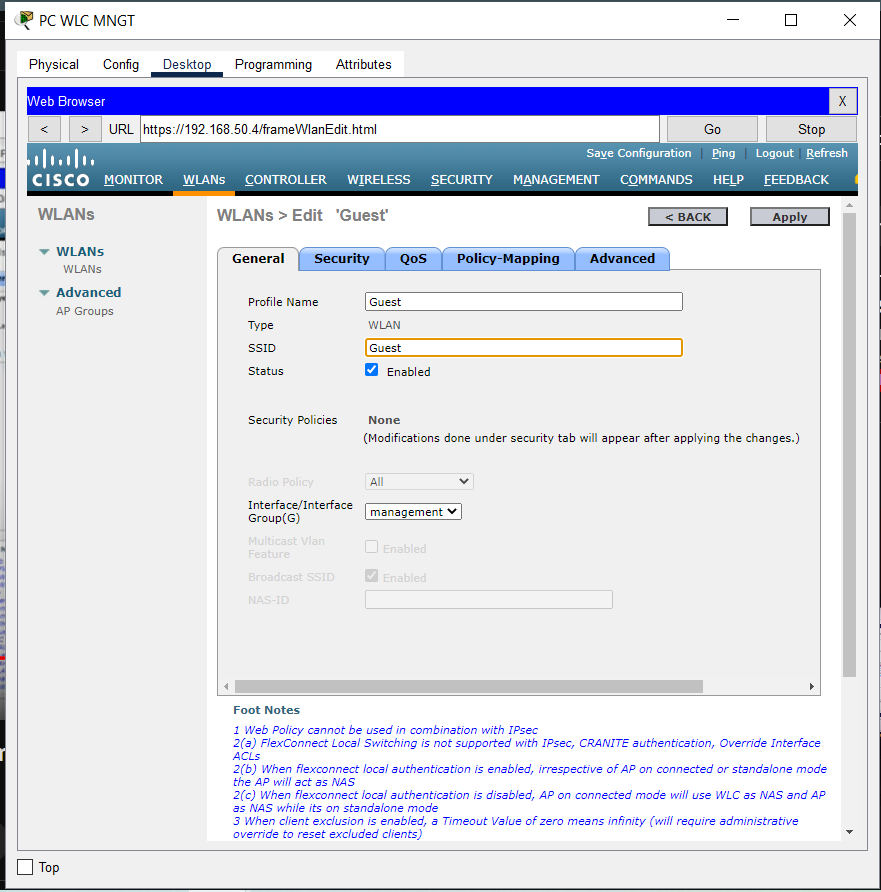 PC WLC MNGT
Physical Config Desktop Programming Attributes
Web Browser X
< > URL https://192.168.50.4/frameWlanEdit.html Go Stop
Save Configuration | Ping | Logout | Refresh
CISCO MONITOR WLANs CONTROLLER WIRELESS SECURITY MANAGEMENT COMMANDS HELP FEEDBACK
WLANs
WLANs
WLANs
Advanced
AP Groups
WLANs > Edit 'Guest' < BACK Apply
General Security QoS Policy-Mapping Advanced
Profile Name Guest
Type WLAN
SSID Guest
Status Enabled
Security Policies None
(Modifications done under security tab will appear after applying the changes.)
Radio Policy All
Interface/Interface
Group(G) management
Multicast Vlan
Feature Enabled
Broadcast SSID Enabled
NAS-ID
Foot Notes
1 Web Policy cannot be used in combination with IPsec
2(a) FlexConnect Local Switching is not supported with IPsec, CRANITE authentication, Override Interface
ACLs
2(b) When flexconnect local authentication is enabled, irrespective of AP on connected or standalone mode
the AP will act as NAS
2(c) When flexconnect local authentication is disabled, AP on connected mode will use WLC as NAS and AP
as NAS while its on standalone mode
3 When client exclusion is enabled, a Timeout Value of zero means infinity (will require administrative
override to reset excluded clients)
Top